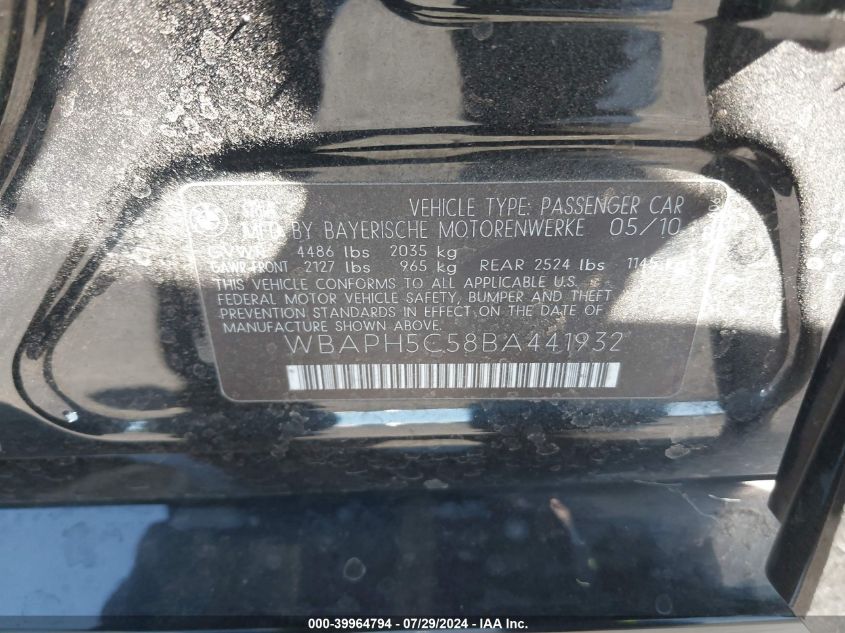 VEHICLE TYPE: PASSENGER CAR
MFD BY BAYERISCHE MOTORENWERKE 05/10
GVWR 4486 lbs 2035 kg
GAWR FRONT 2127 lbs 965 kg REAR 2524 lbs 1145
THIS VEHICLE CONFORMS TO ALL APPLICABLE U.S.
FEDERAL MOTOR VEHICLE SAFETY, BUMPER AND THEFT
PREVENTION STANDARDS IN EFFECT ON THE DATE OF
MANUFACTURE SHOWN ABOVE.
WBAPH5C58BA441932
000-39964794 - 07/29/2024 - IAA Inc.